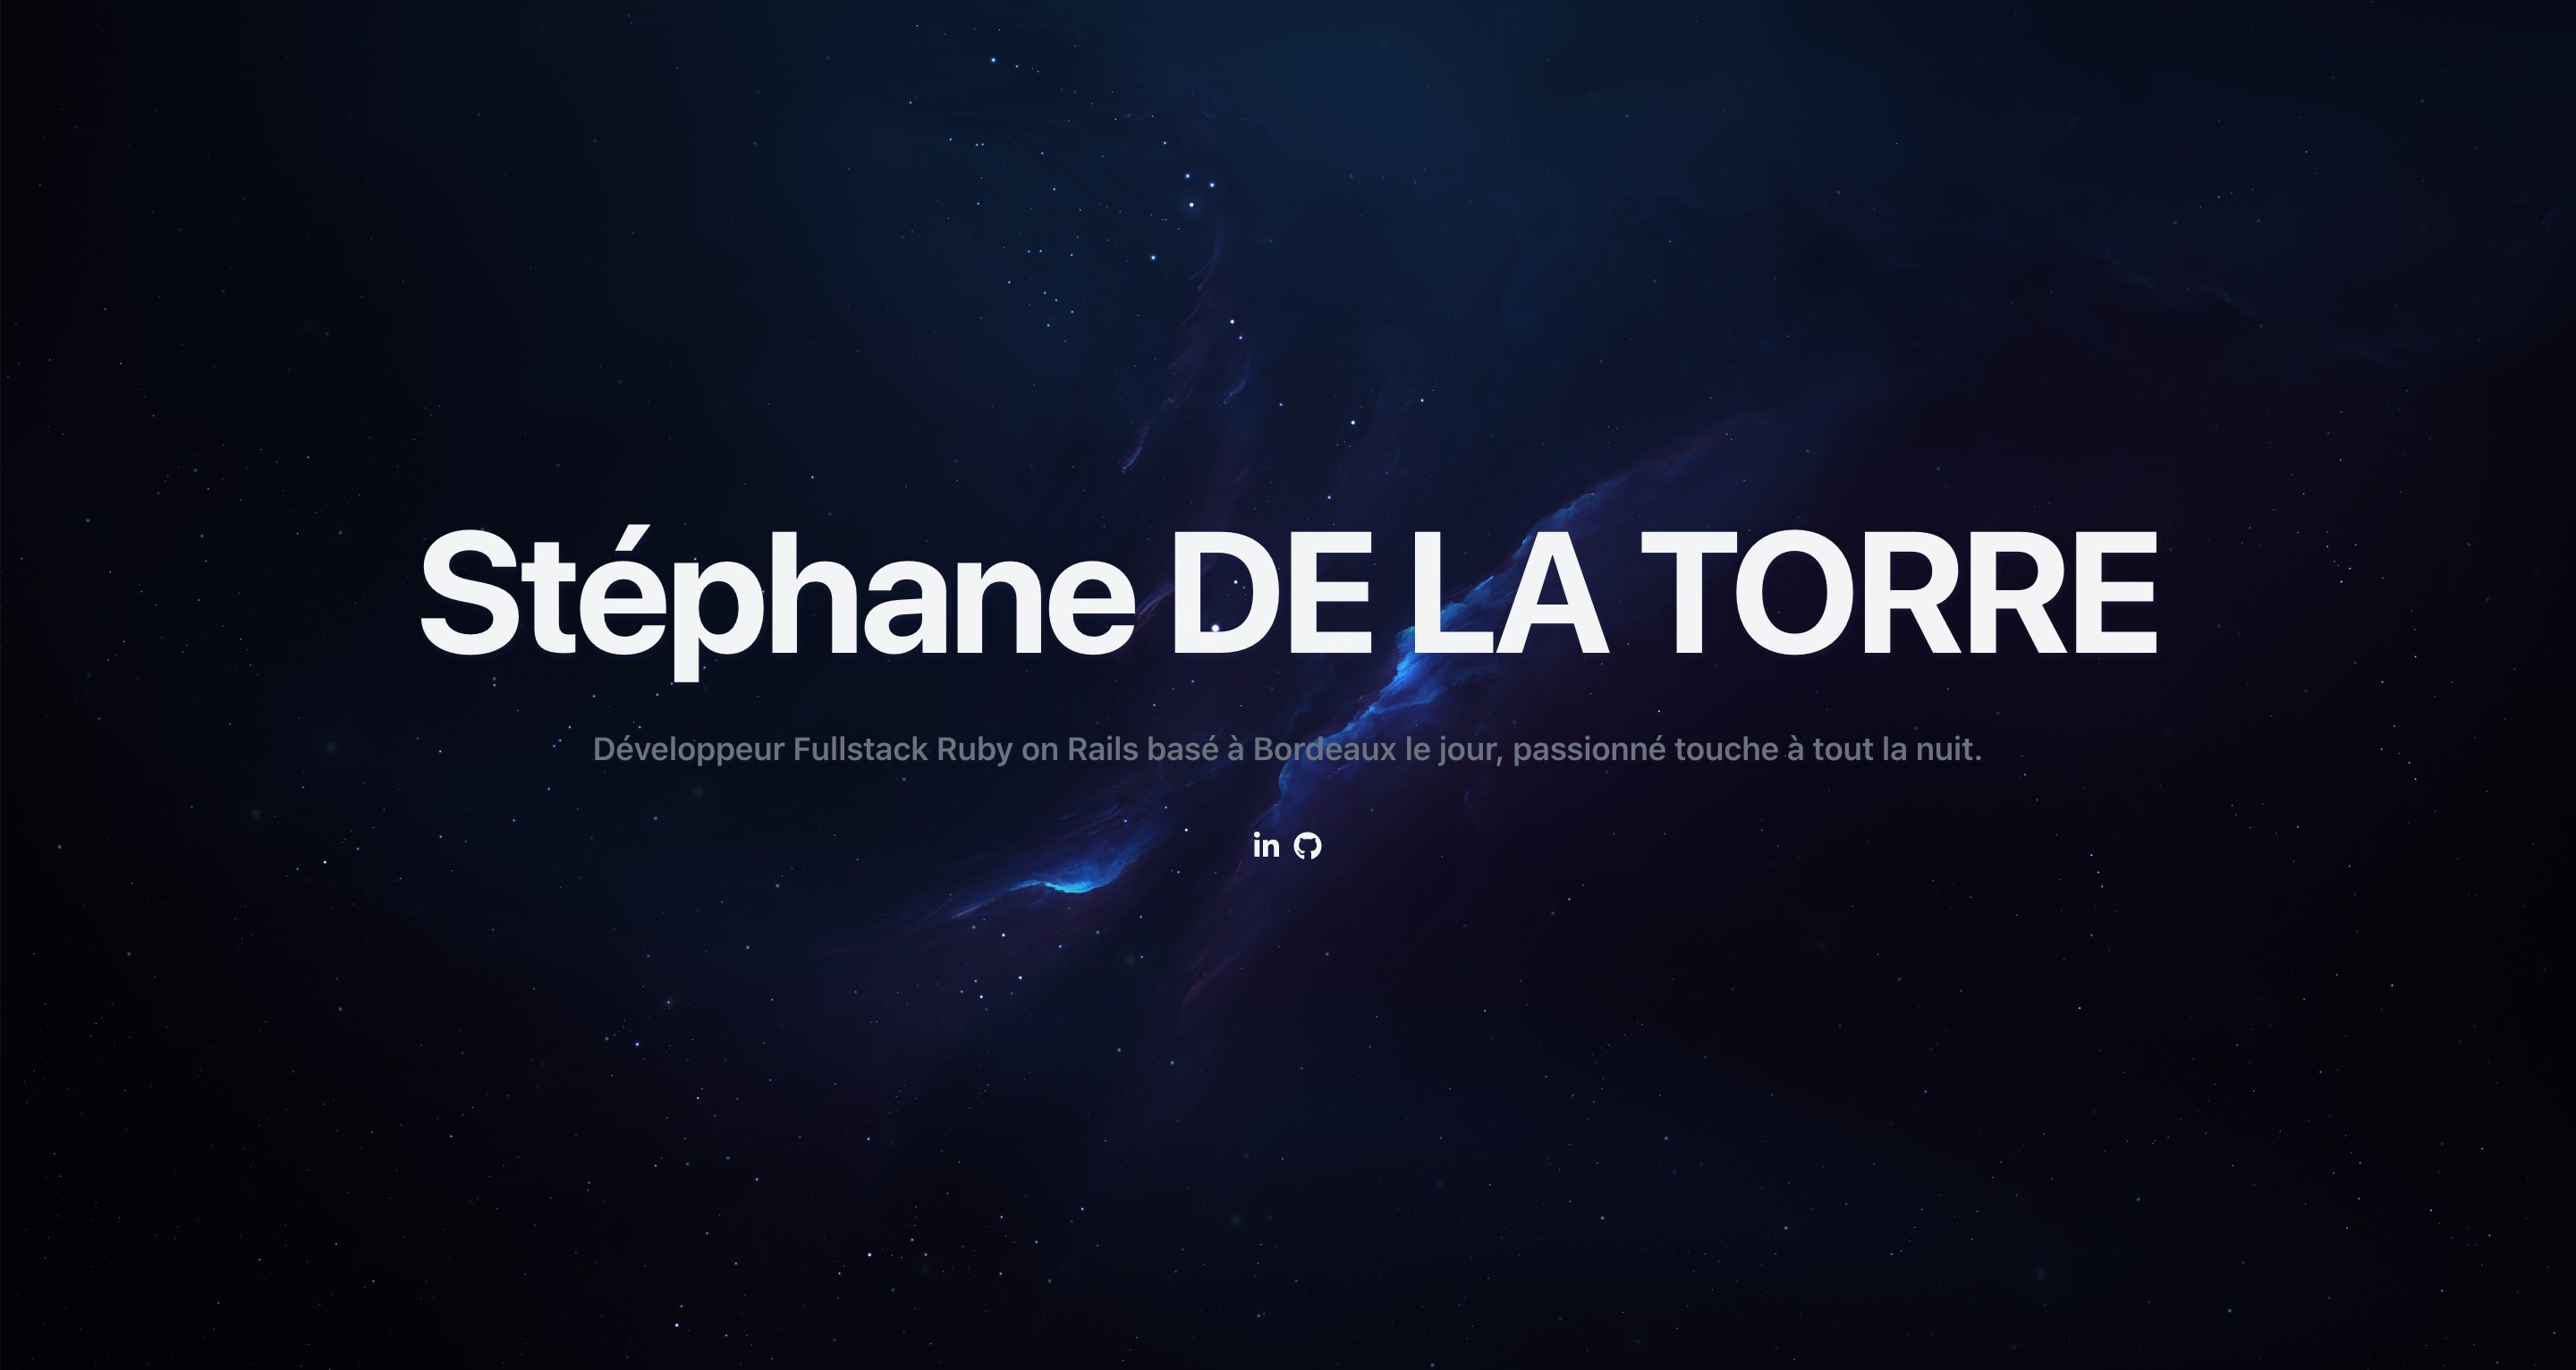 Stéphane DE LA TORRE
Développeur Fullstack Ruby on Rails basé à Bordeaux le jour, passionné touche à tout la nuit.
in